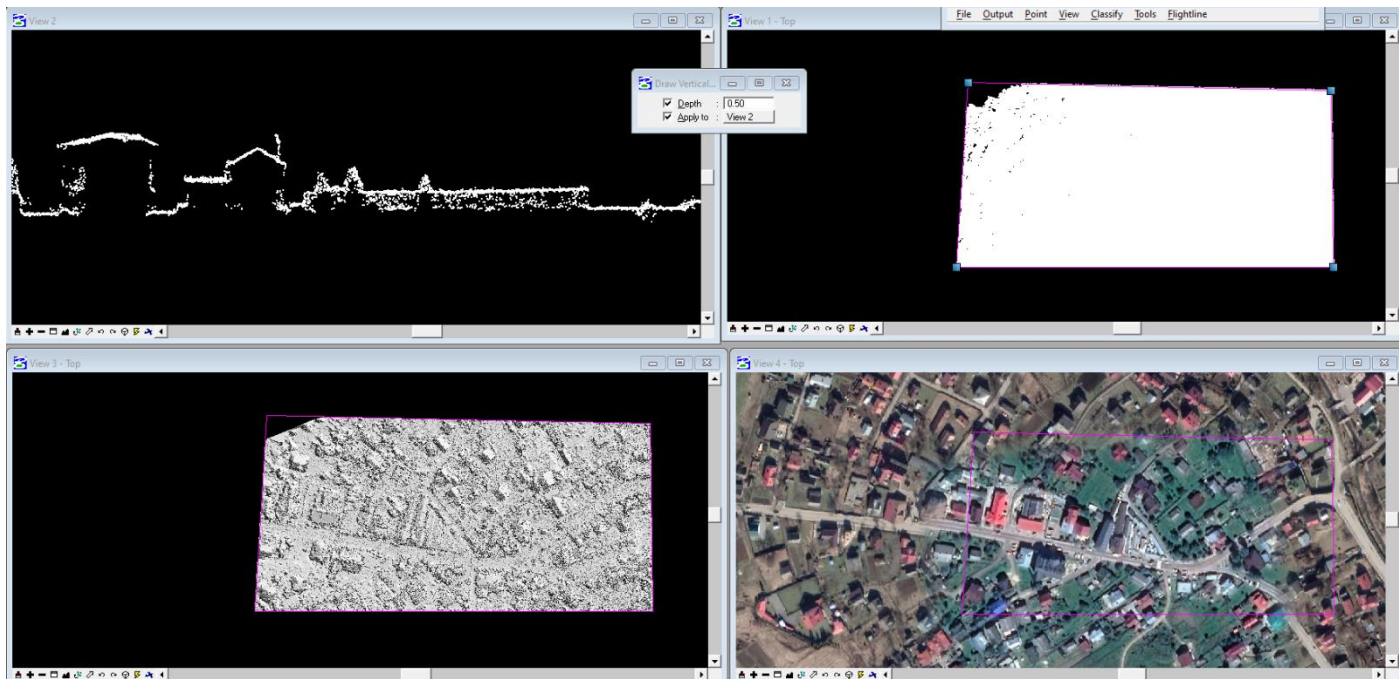 View 2
View 1 - Top
File Output Point View Classify Tools Flightline
Draw Vertical...
Depth : 0.50
Apply to : View 2
View 3 - Top
View 4 - Top